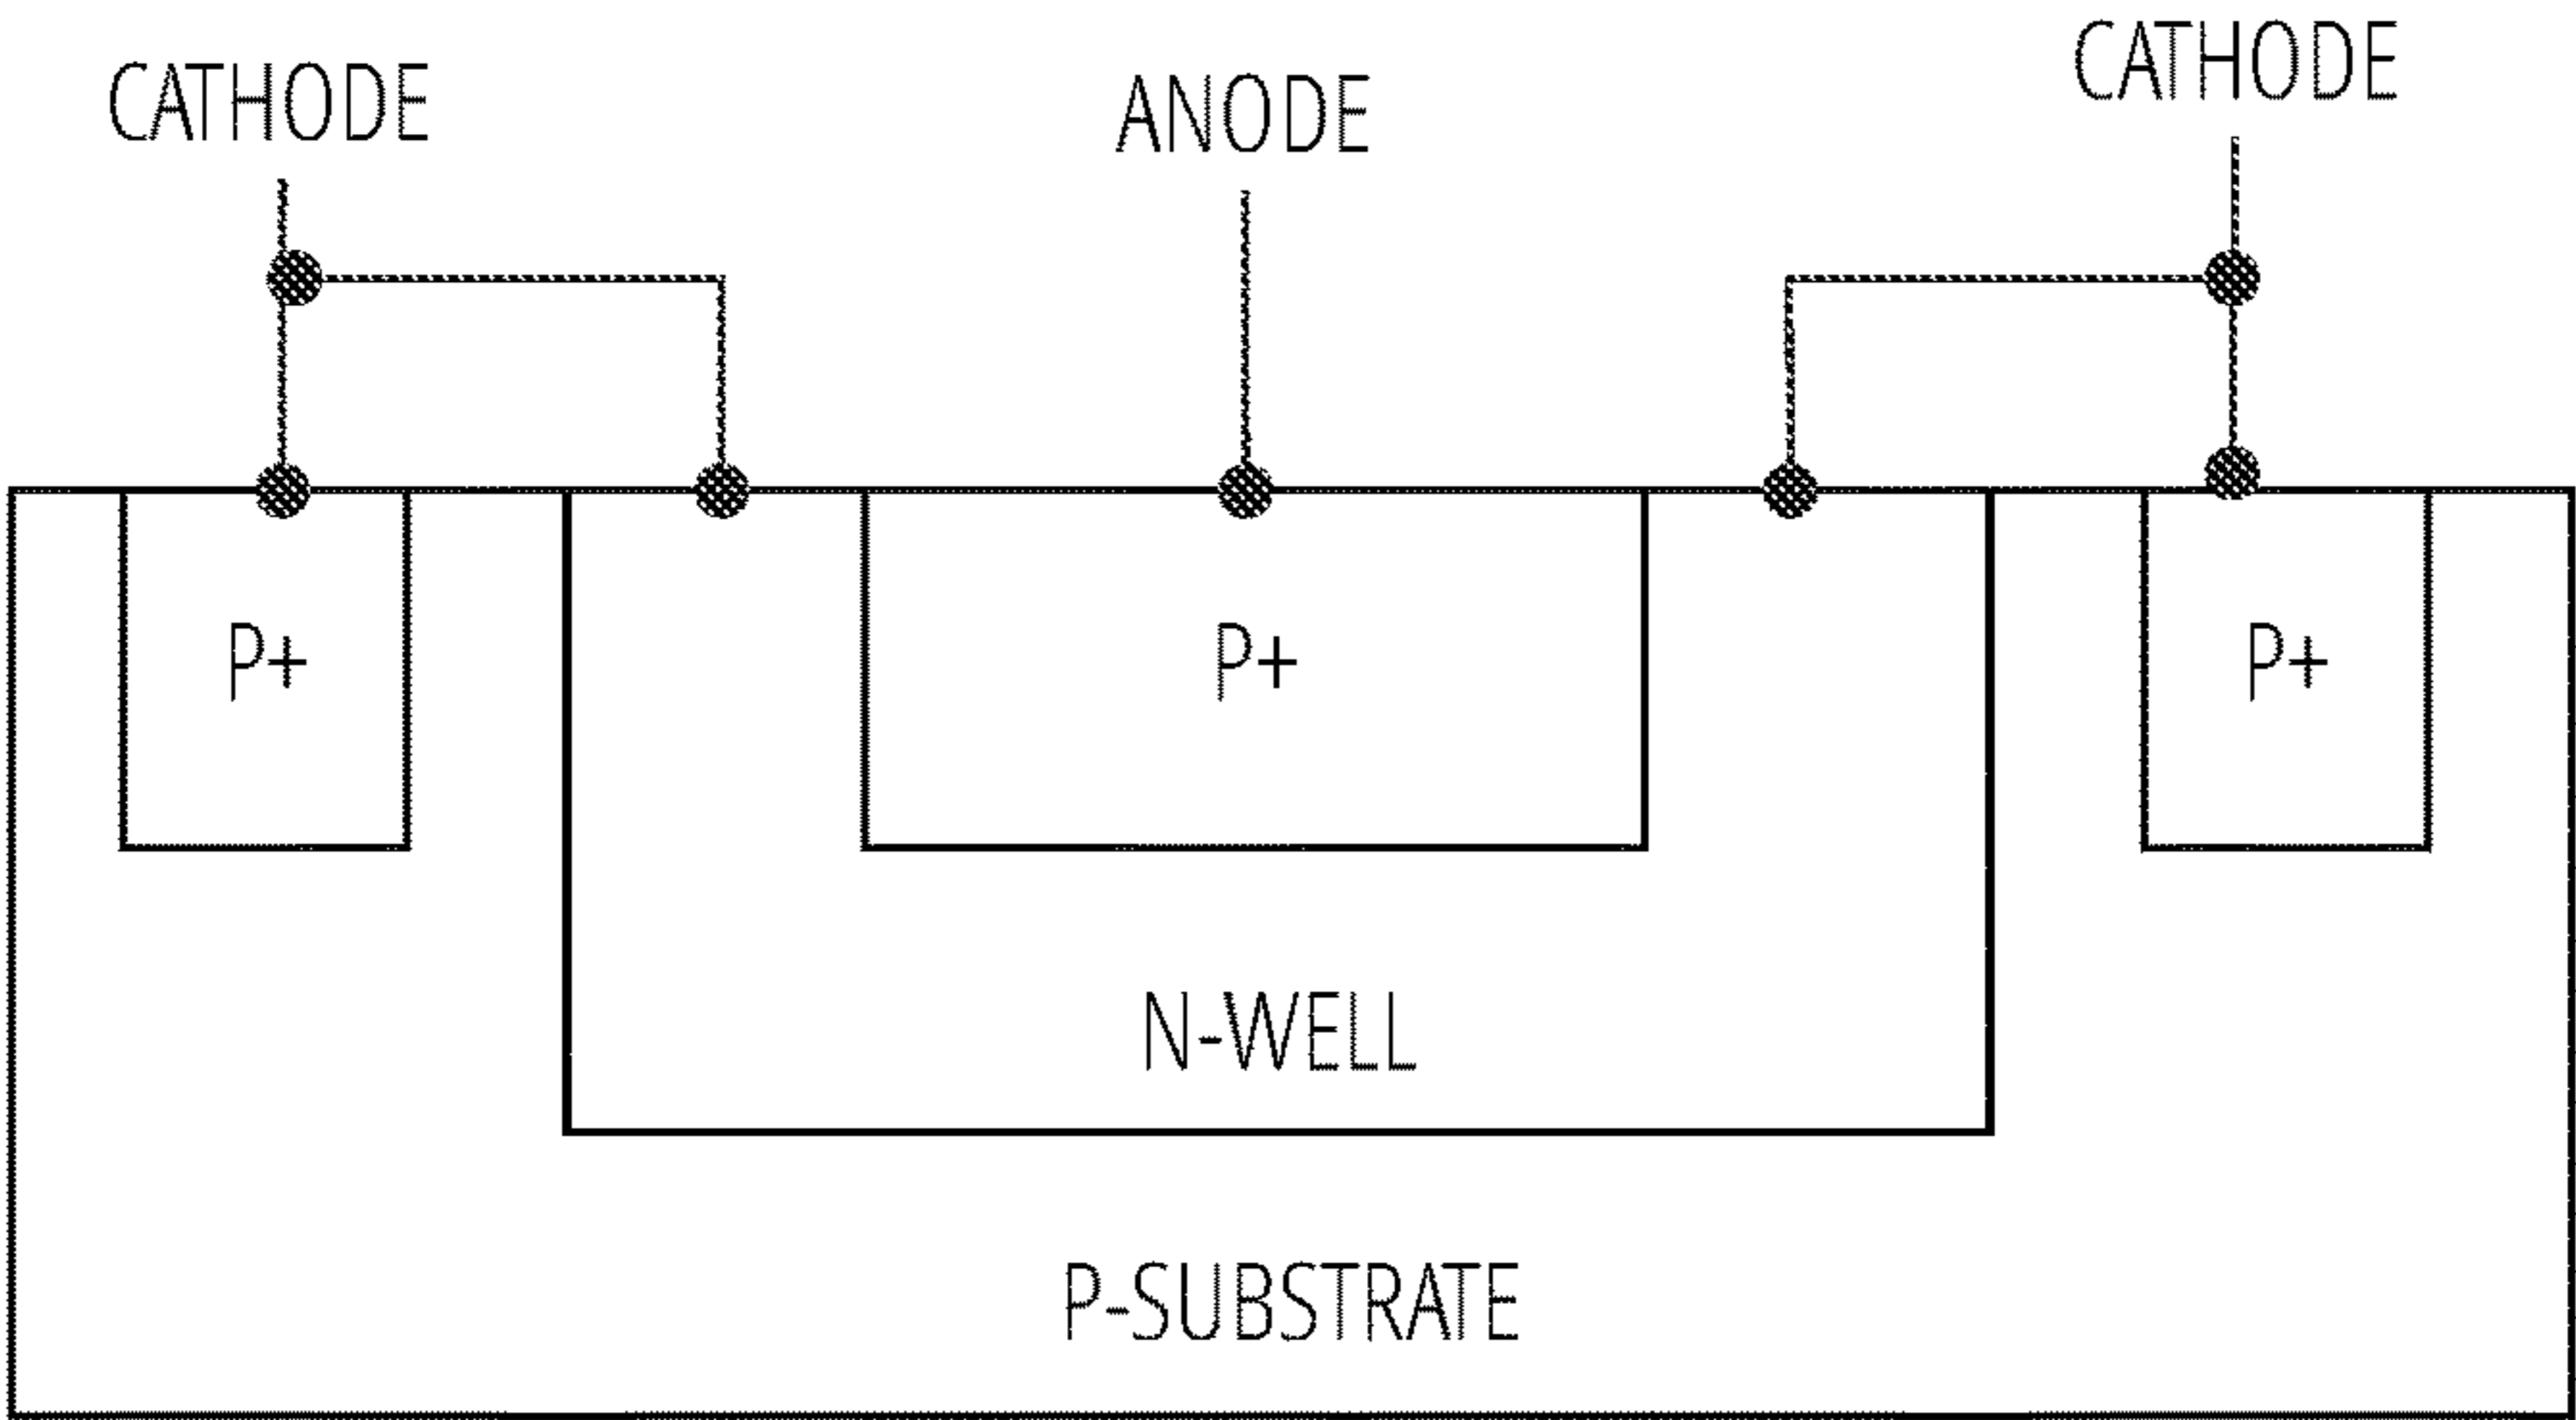 CATHODE
ANODE
CATHODE
P+
P+
P+
N-WELL
P-SUBSTRATE